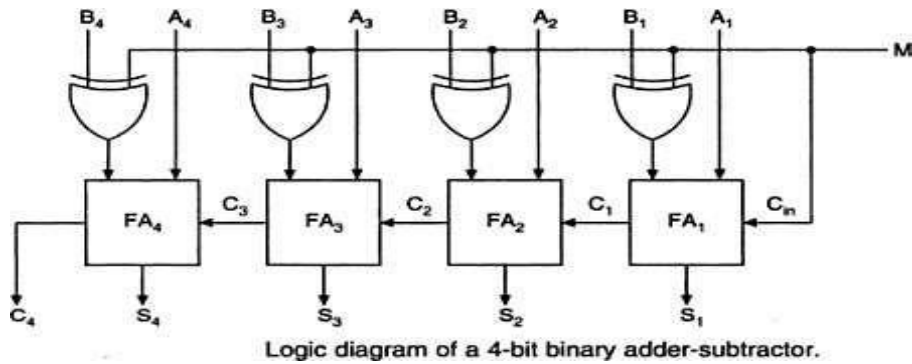 B₄ A₄ B₃ A₃ B₂ A₂ B₁ A₁
M
C₃ C₂ C₁ Cin
FA₄ FA₃ FA₂ FA₁
C₄ S₄ S₃ S₂ S₁
Logic diagram of a 4-bit binary adder-subtractor.